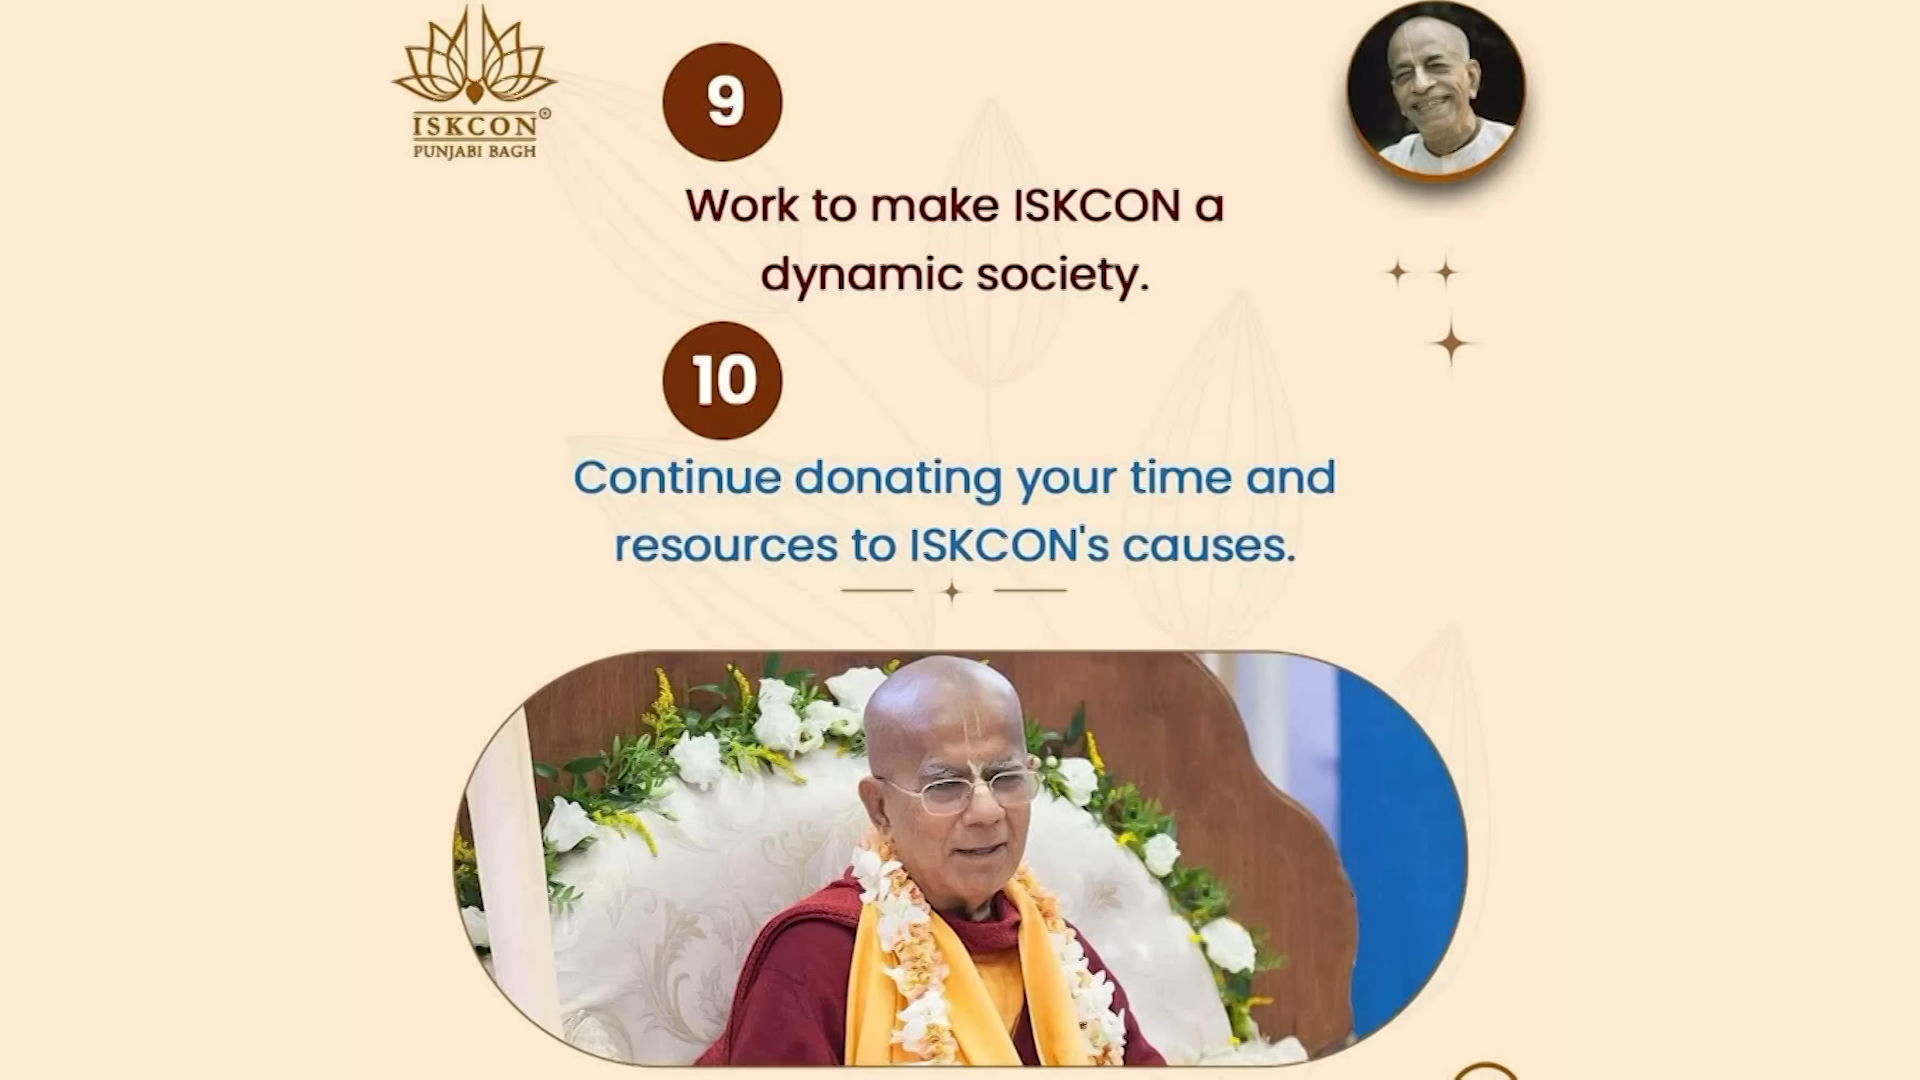 ISKCON
PUNJABI BAGH
9
Work to make ISKCON a
dynamic society.
10
Continue donating your time and
resources to ISKCON's causes.